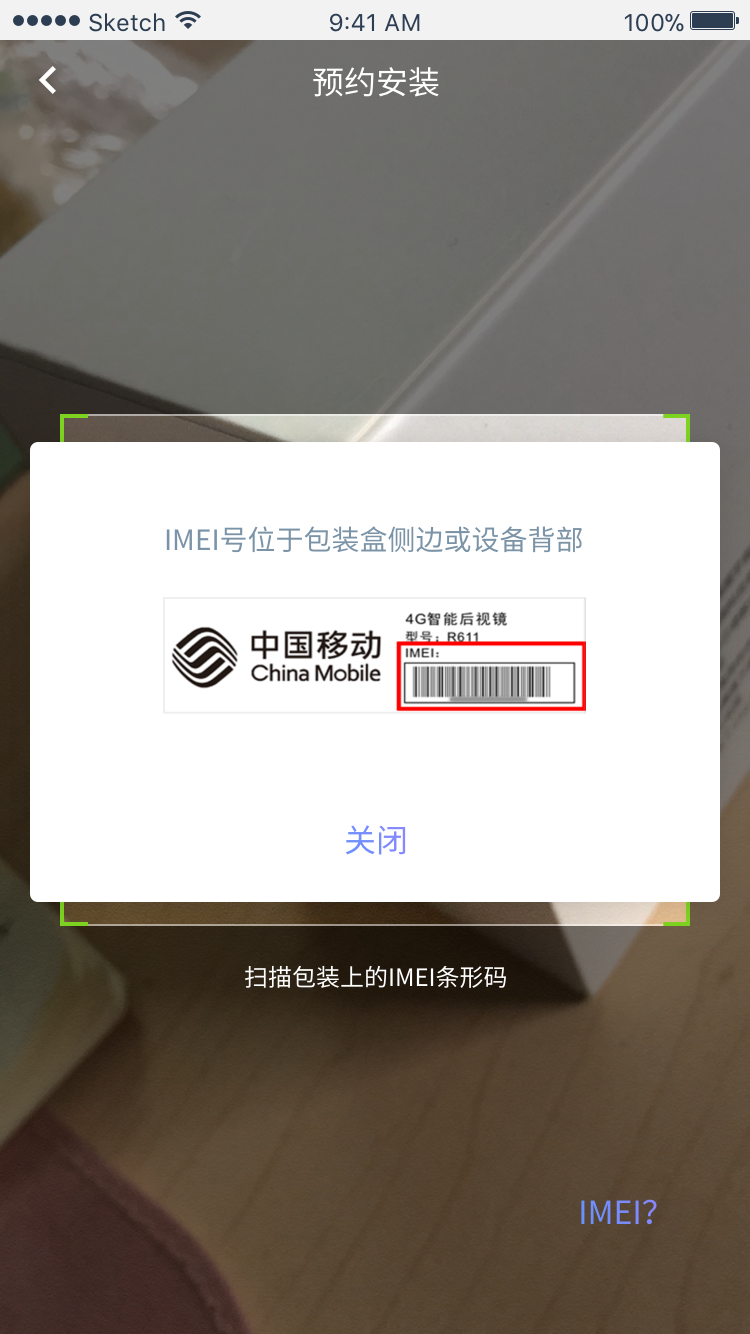 Sketch 9:41 AM 100%
预约安装
IMEI号位于包装盒侧边或设备背部
中国移动
China Mobile
4G智能后视镜
型号：R611
IMEI：
关闭
扫描包装上的IMEI条形码
IMEI？